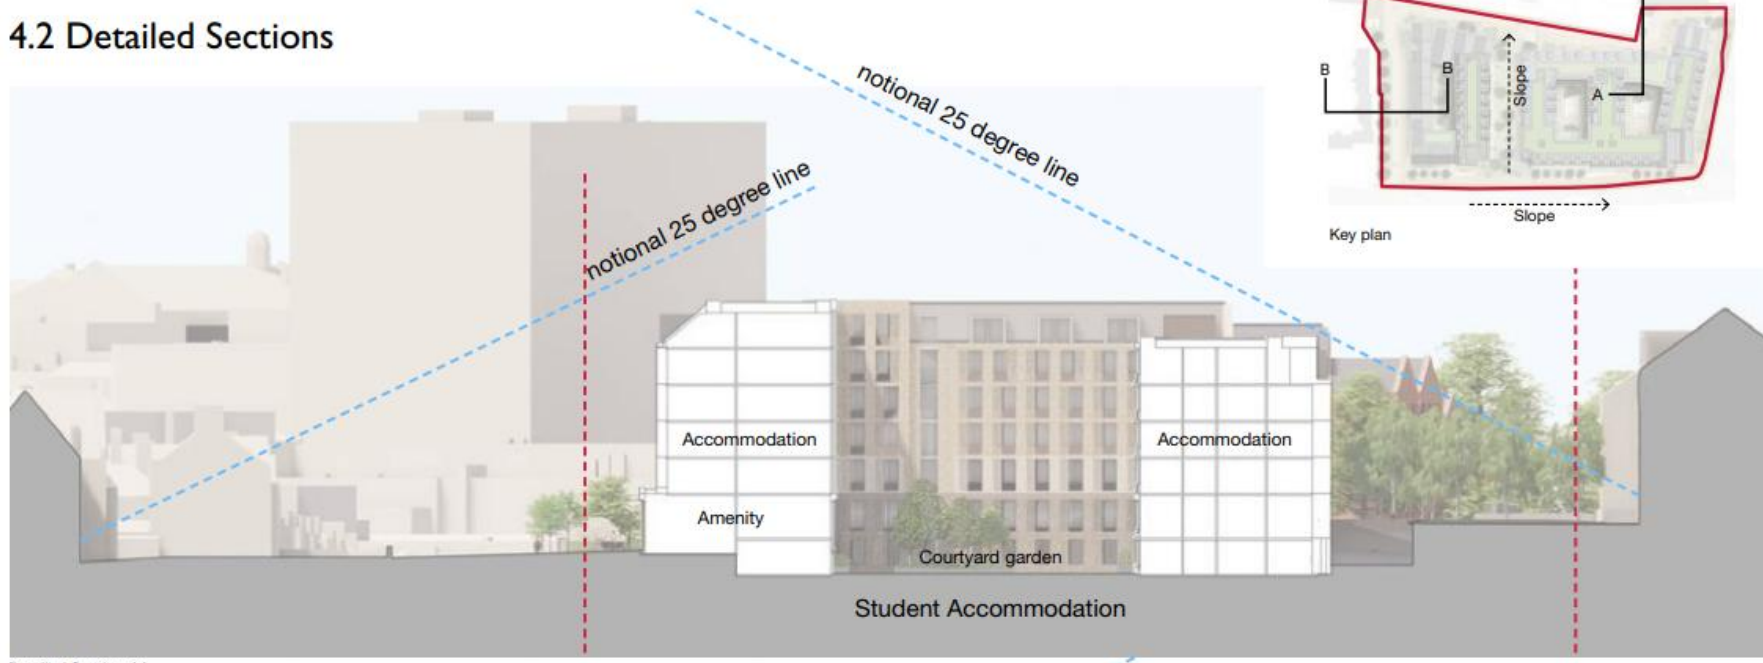 4.2 Detailed Sections
notional 25 degree line
notional 25 degree line
B
B
A
Slope
Slope
Key plan
Accommodation
Accommodation
Amenity
Courtyard garden
Student Accommodation